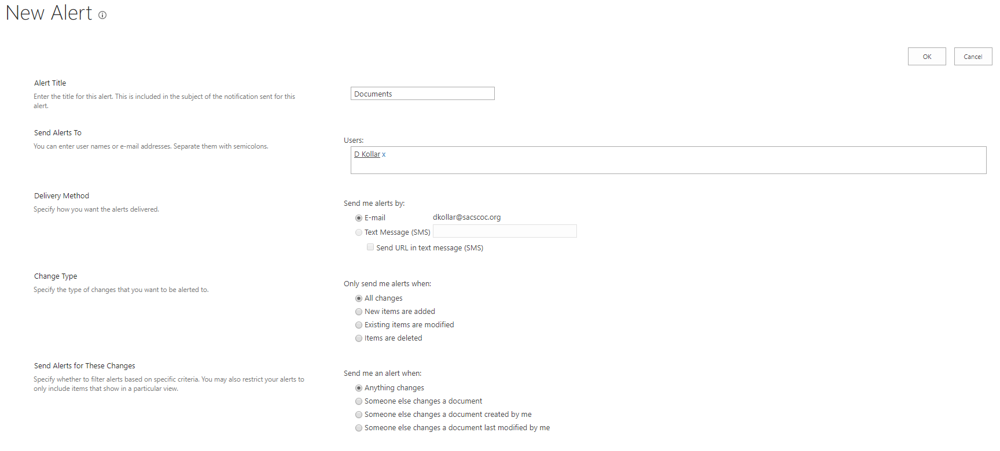 New Alert
OK
Cancel
Alert Title
Enter the title for this alert. This is included in the subject of the notification sent for this
alert.
Documents
Send Alerts To
You can enter user names or e-mail addresses. Separate them with semicolons.
Users:
D Kollar x
Delivery Method
Specify how you want the alerts delivered.
Send me alerts by:
E-mail dkollar@sacscoc.org
Text Message (SMS)
Send URL in text message (SMS)
Change Type
Specify the type of changes that you want to be alerted to.
Only send me alerts when:
All changes
New items are added
Existing items are modified
Items are deleted
Send Alerts for These Changes
Specify whether to filter alerts based on specific criteria. You may also restrict your alerts to
only include items that show in a particular view.
Send me an alert when:
Anything changes
Someone else changes a document
Someone else changes a document created by me
Someone else changes a document last modified by me